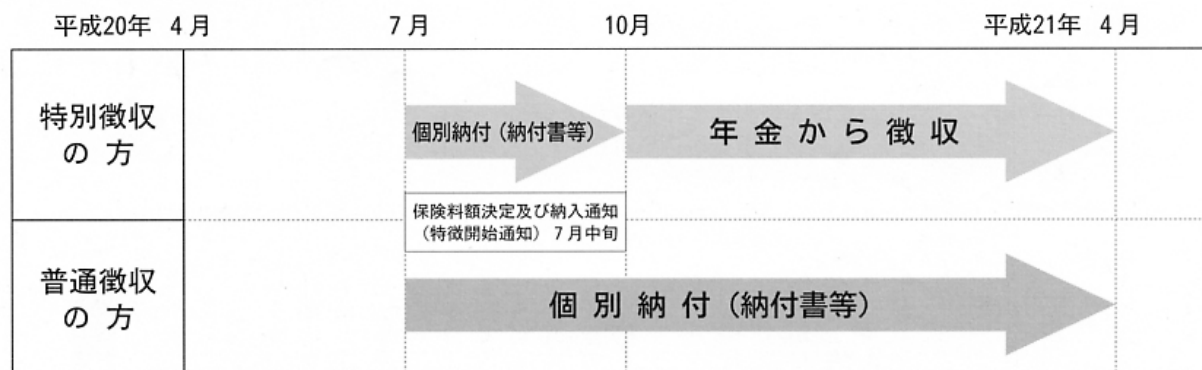 平成20年 4月 7月 10月 平成21年 4月
特別徴収
の 方
個別納付(納付書等)
年 金 か ら 徴 収
保険料額決定及び納入通知
(特徴開始通知) 7月中旬
普通徴収
の 方
個 別 納 付(納付書等)